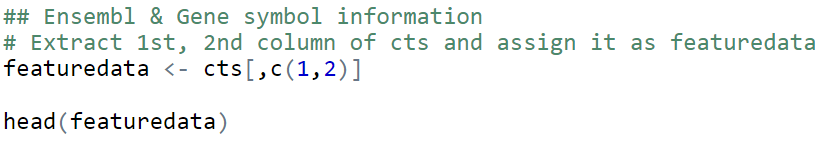 ## Ensembl & Gene symbol information
# Extract 1st, 2nd column of cts and assign it as featuredata
featuredata <- cts[,c(1,2)]
head(featuredata)